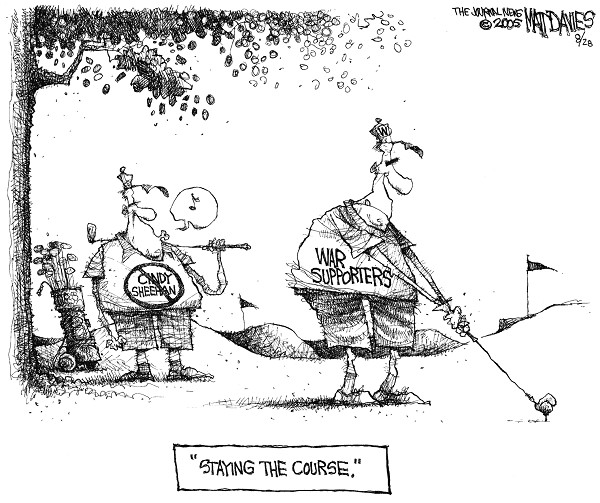 THE JOURNAL NEWS
© 2005 MATT DAVIES
8/28
W
CINDY
SHEEHAN
WAR
SUPPORTERS
"STAYING THE COURSE."